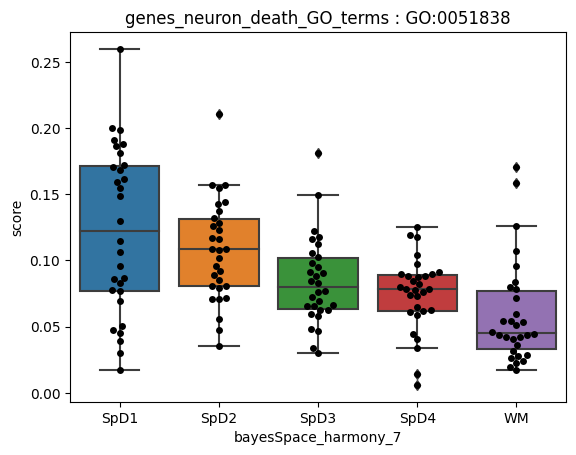 genes_neuron_death_GO_terms : GO:0051838
score
0.25
0.20
0.15
0.10
0.05
0.00
SpD1 SpD2 SpD3 SpD4 WM
bayesSpace_harmony_7